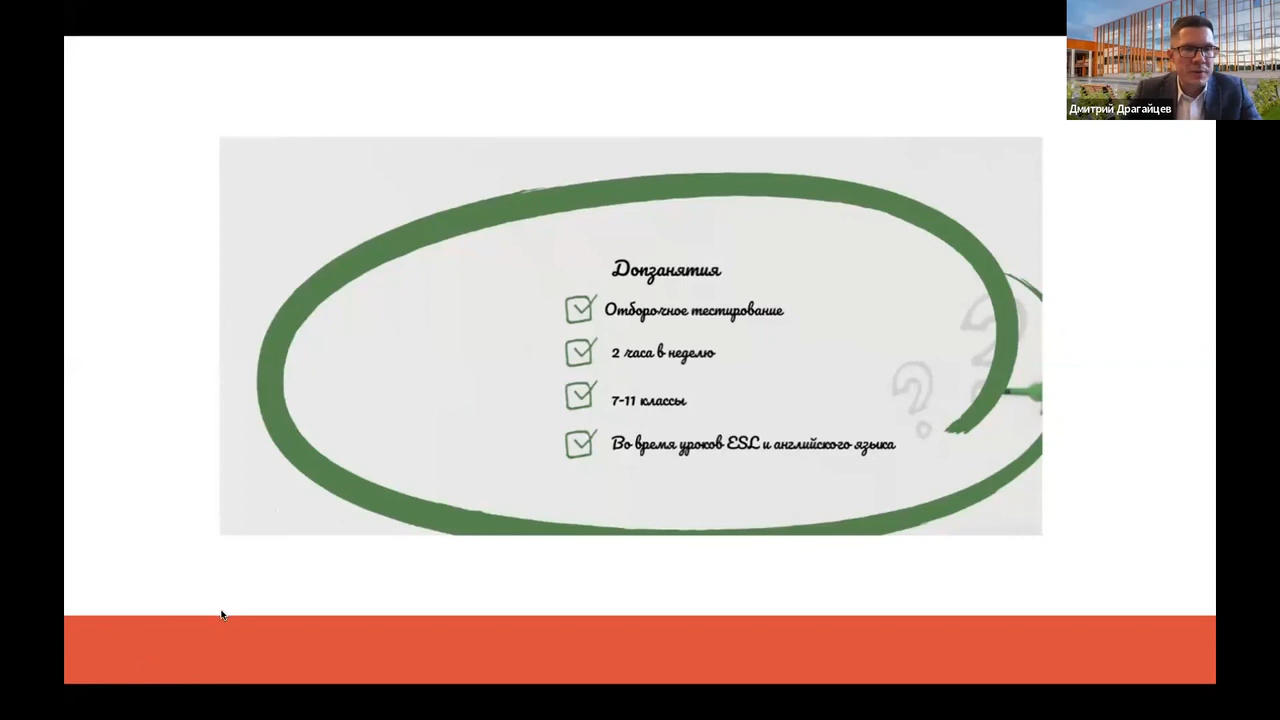 Дмитрий Драгайцев
Допзанятия
Отборочное тестирование
2 часа в неделю
7-11 классы
Во время уроков ESL и английского языка